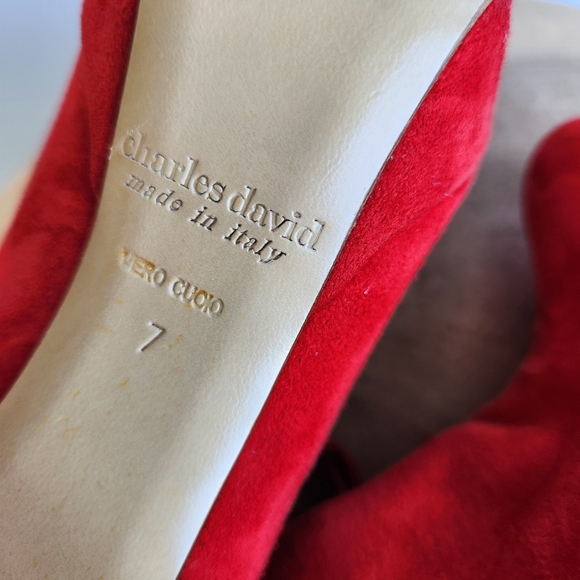 charles david
made in italy
VERO CUOIO
7